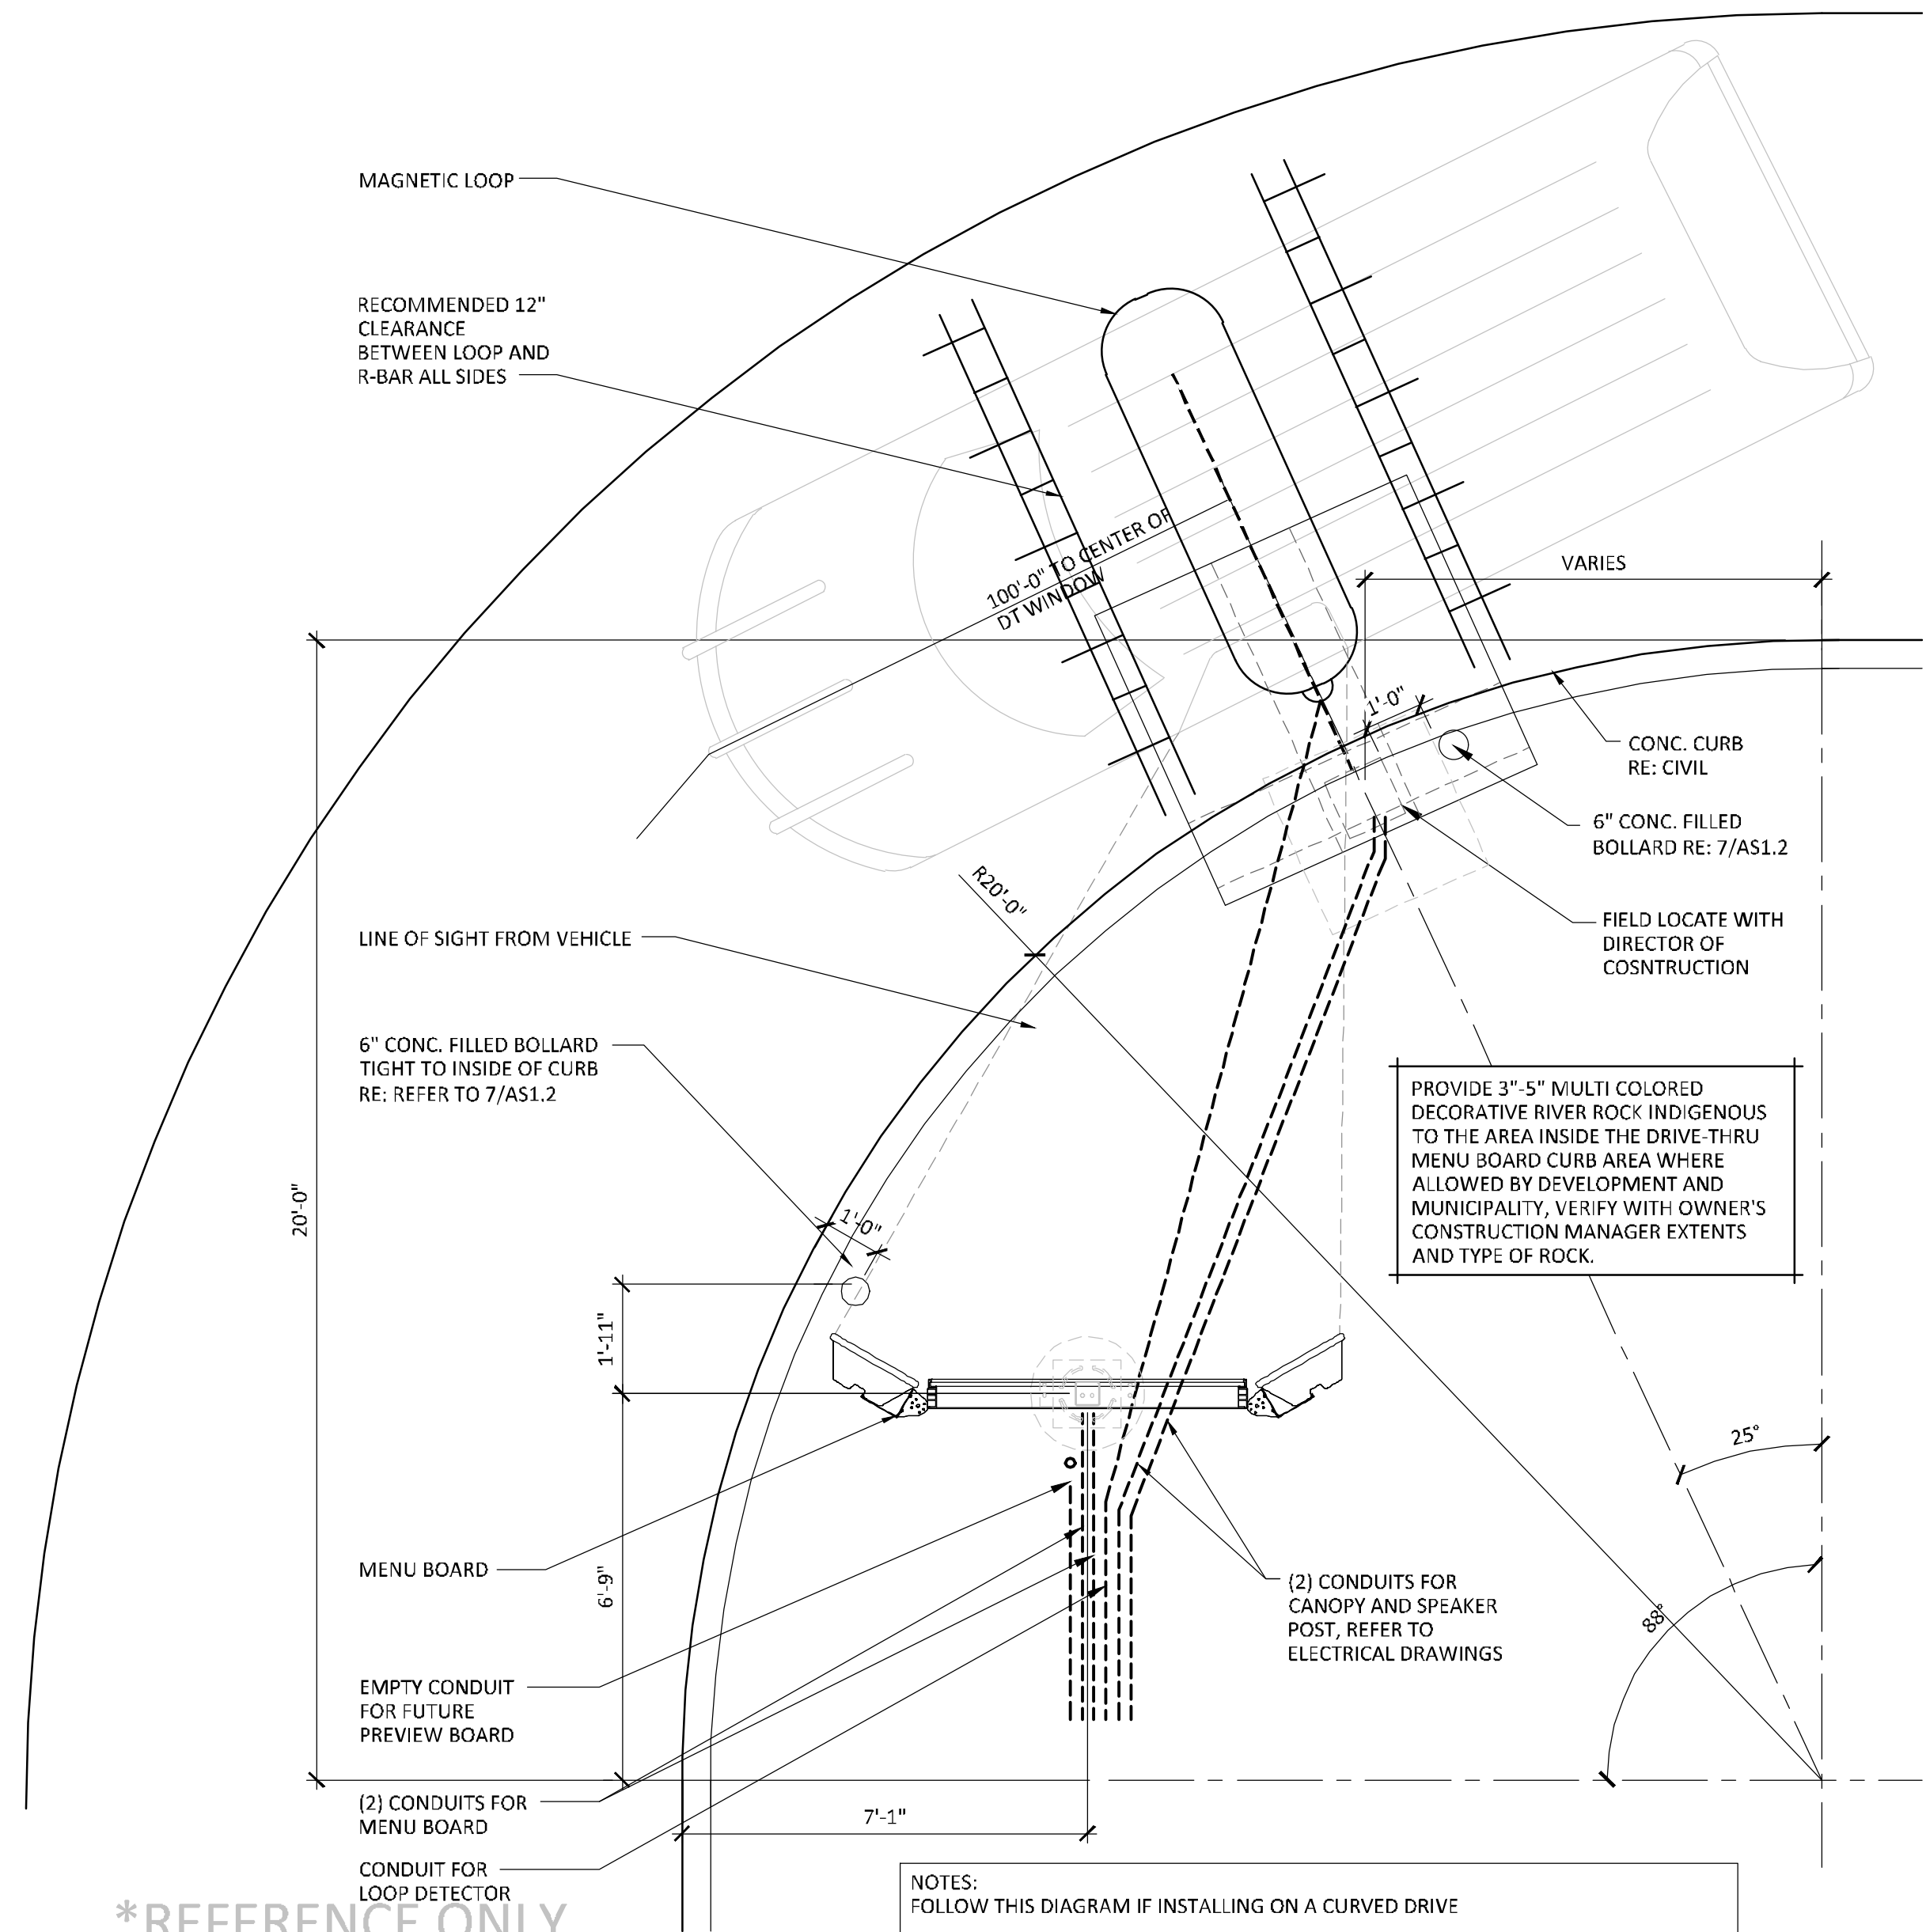 MAGNETIC LOOP
RECOMMENDED 12"
CLEARANCE
BETWEEN LOOP AND
R-BAR ALL SIDES
100'-0" TO CENTER OF
DT WINDOW
VARIES
1'-0"
CONC. CURB
RE: CIVIL
6" CONC. FILLED
BOLLARD RE: 7/AS1.2
R20'-0"
FIELD LOCATE WITH
DIRECTOR OF
COSNTRUCTION
LINE OF SIGHT FROM VEHICLE
6" CONC. FILLED BOLLARD
TIGHT TO INSIDE OF CURB
RE: REFER TO 7/AS1.2
PROVIDE 3"-5" MULTI COLORED
DECORATIVE RIVER ROCK INDIGENOUS
TO THE AREA INSIDE THE DRIVE-THRU
MENU BOARD CURB AREA WHERE
ALLOWED BY DEVELOPMENT AND
MUNICIPALITY, VERIFY WITH OWNER'S
CONSTRUCTION MANAGER EXTENTS
AND TYPE OF ROCK.
20'-0"
1'-0"
1'-11"
25°
MENU BOARD
6'-9"
(2) CONDUITS FOR
CANOPY AND SPEAKER
POST, REFER TO
ELECTRICAL DRAWINGS
88°
EMPTY CONDUIT
FOR FUTURE
PREVIEW BOARD
(2) CONDUITS FOR
MENU BOARD
7'-1"
CONDUIT FOR
LOOP DETECTOR
*REFERENCE ONLY
NOTES:
FOLLOW THIS DIAGRAM IF INSTALLING ON A CURVED DRIVE